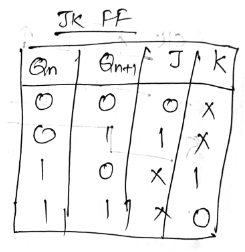 JK FF
Qn Qn+1 J K
0 0 0 X
0 1 1 X
1 0 X 1
1 1 X 0